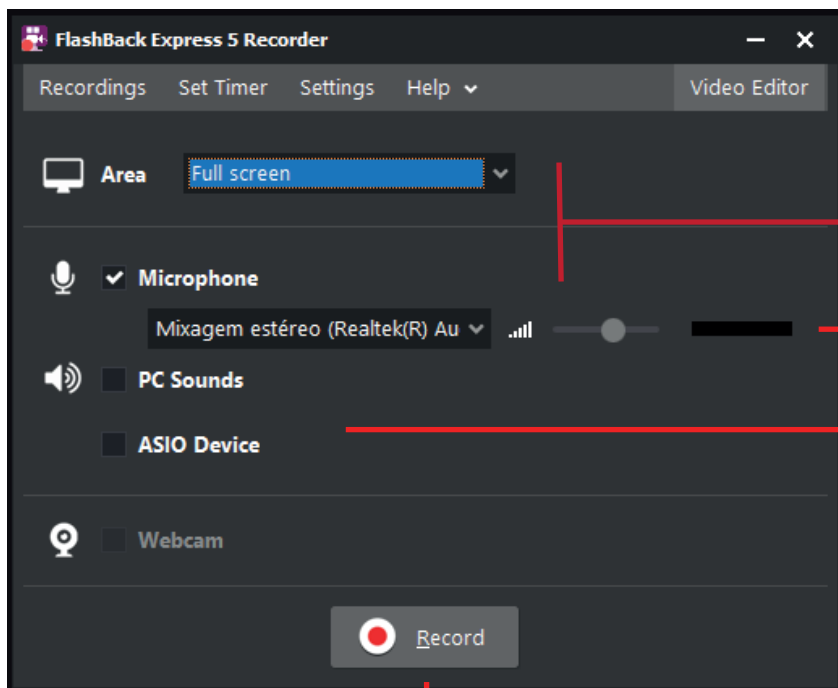 FlashBack Express 5 Recorder
Recordings Set Timer Settings Help Video Editor
Area Full screen
Microphone
Mixagem estéreo (Realtek(R) Au
PC Sounds
ASIO Device
Webcam
Record